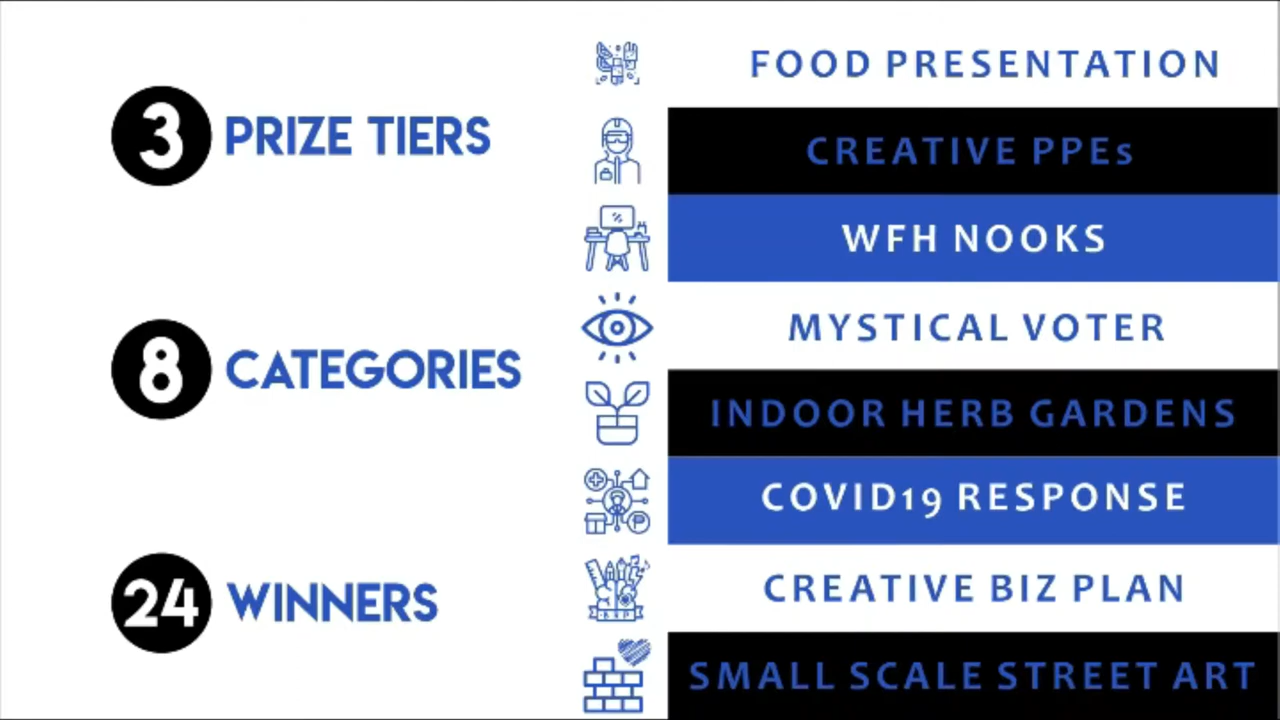 3 PRIZE TIERS
8 CATEGORIES
24 WINNERS
FOOD PRESENTATION
CREATIVE PPEs
WFH NOOKS
MYSTICAL VOTER
INDOOR HERB GARDENS
COVID19 RESPONSE
CREATIVE BIZ PLAN
SMALL SCALE STREET ART